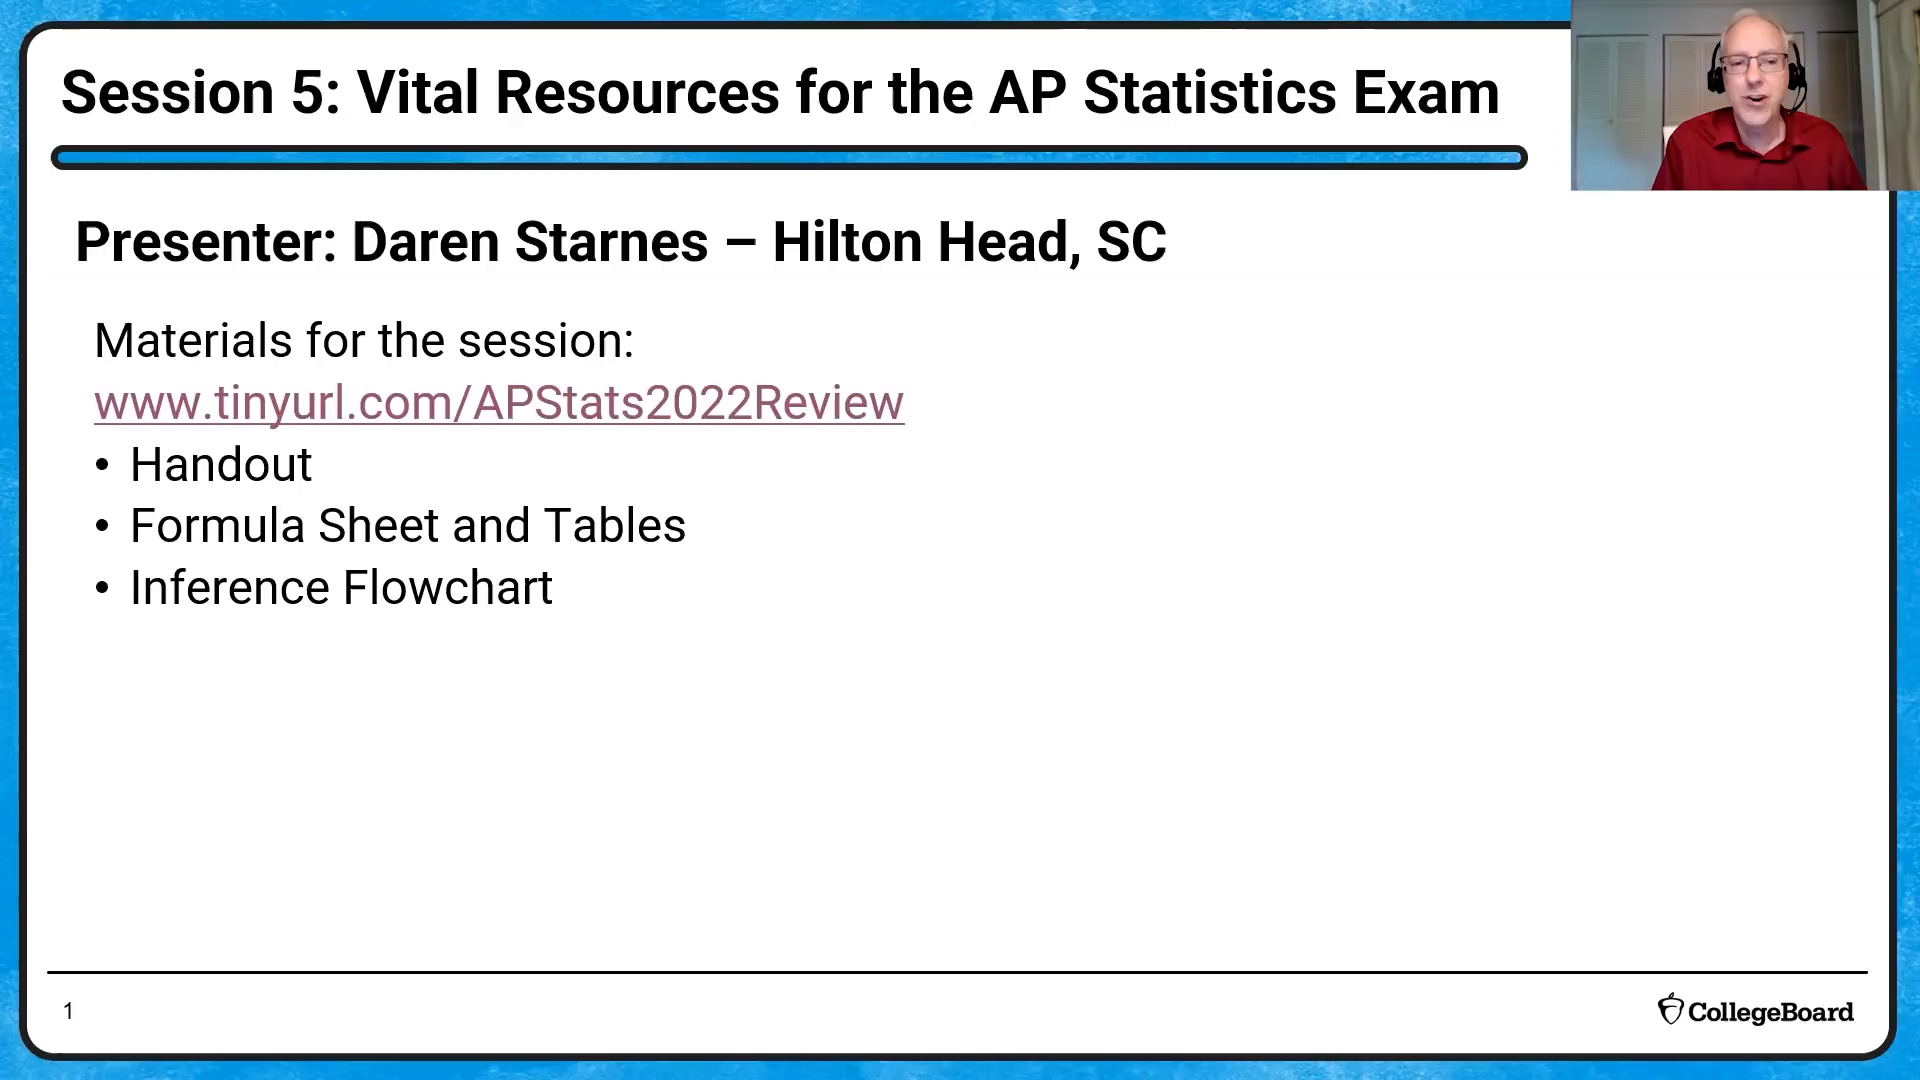 Session 5: Vital Resources for the AP Statistics Exam
Presenter: Daren Starnes – Hilton Head, SC
Materials for the session:
www.tinyurl.com/APStats2022Review
• Handout
• Formula Sheet and Tables
• Inference Flowchart
1
CollegeBoard